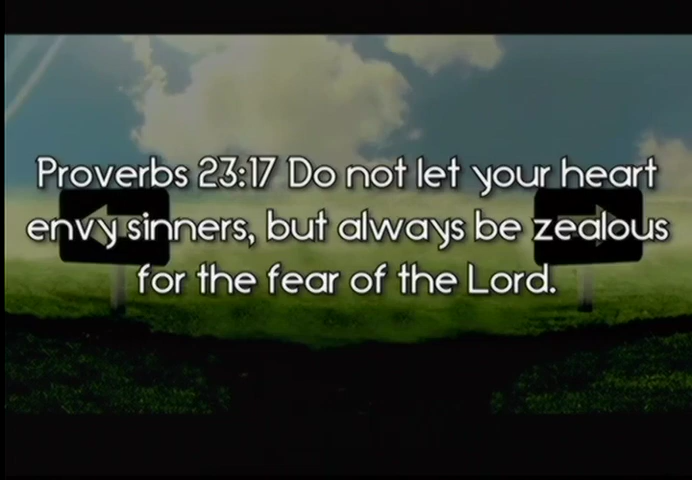 Proverbs 23:17 Do not let your heart
envy sinners, but always be zealous
for the fear of the Lord.